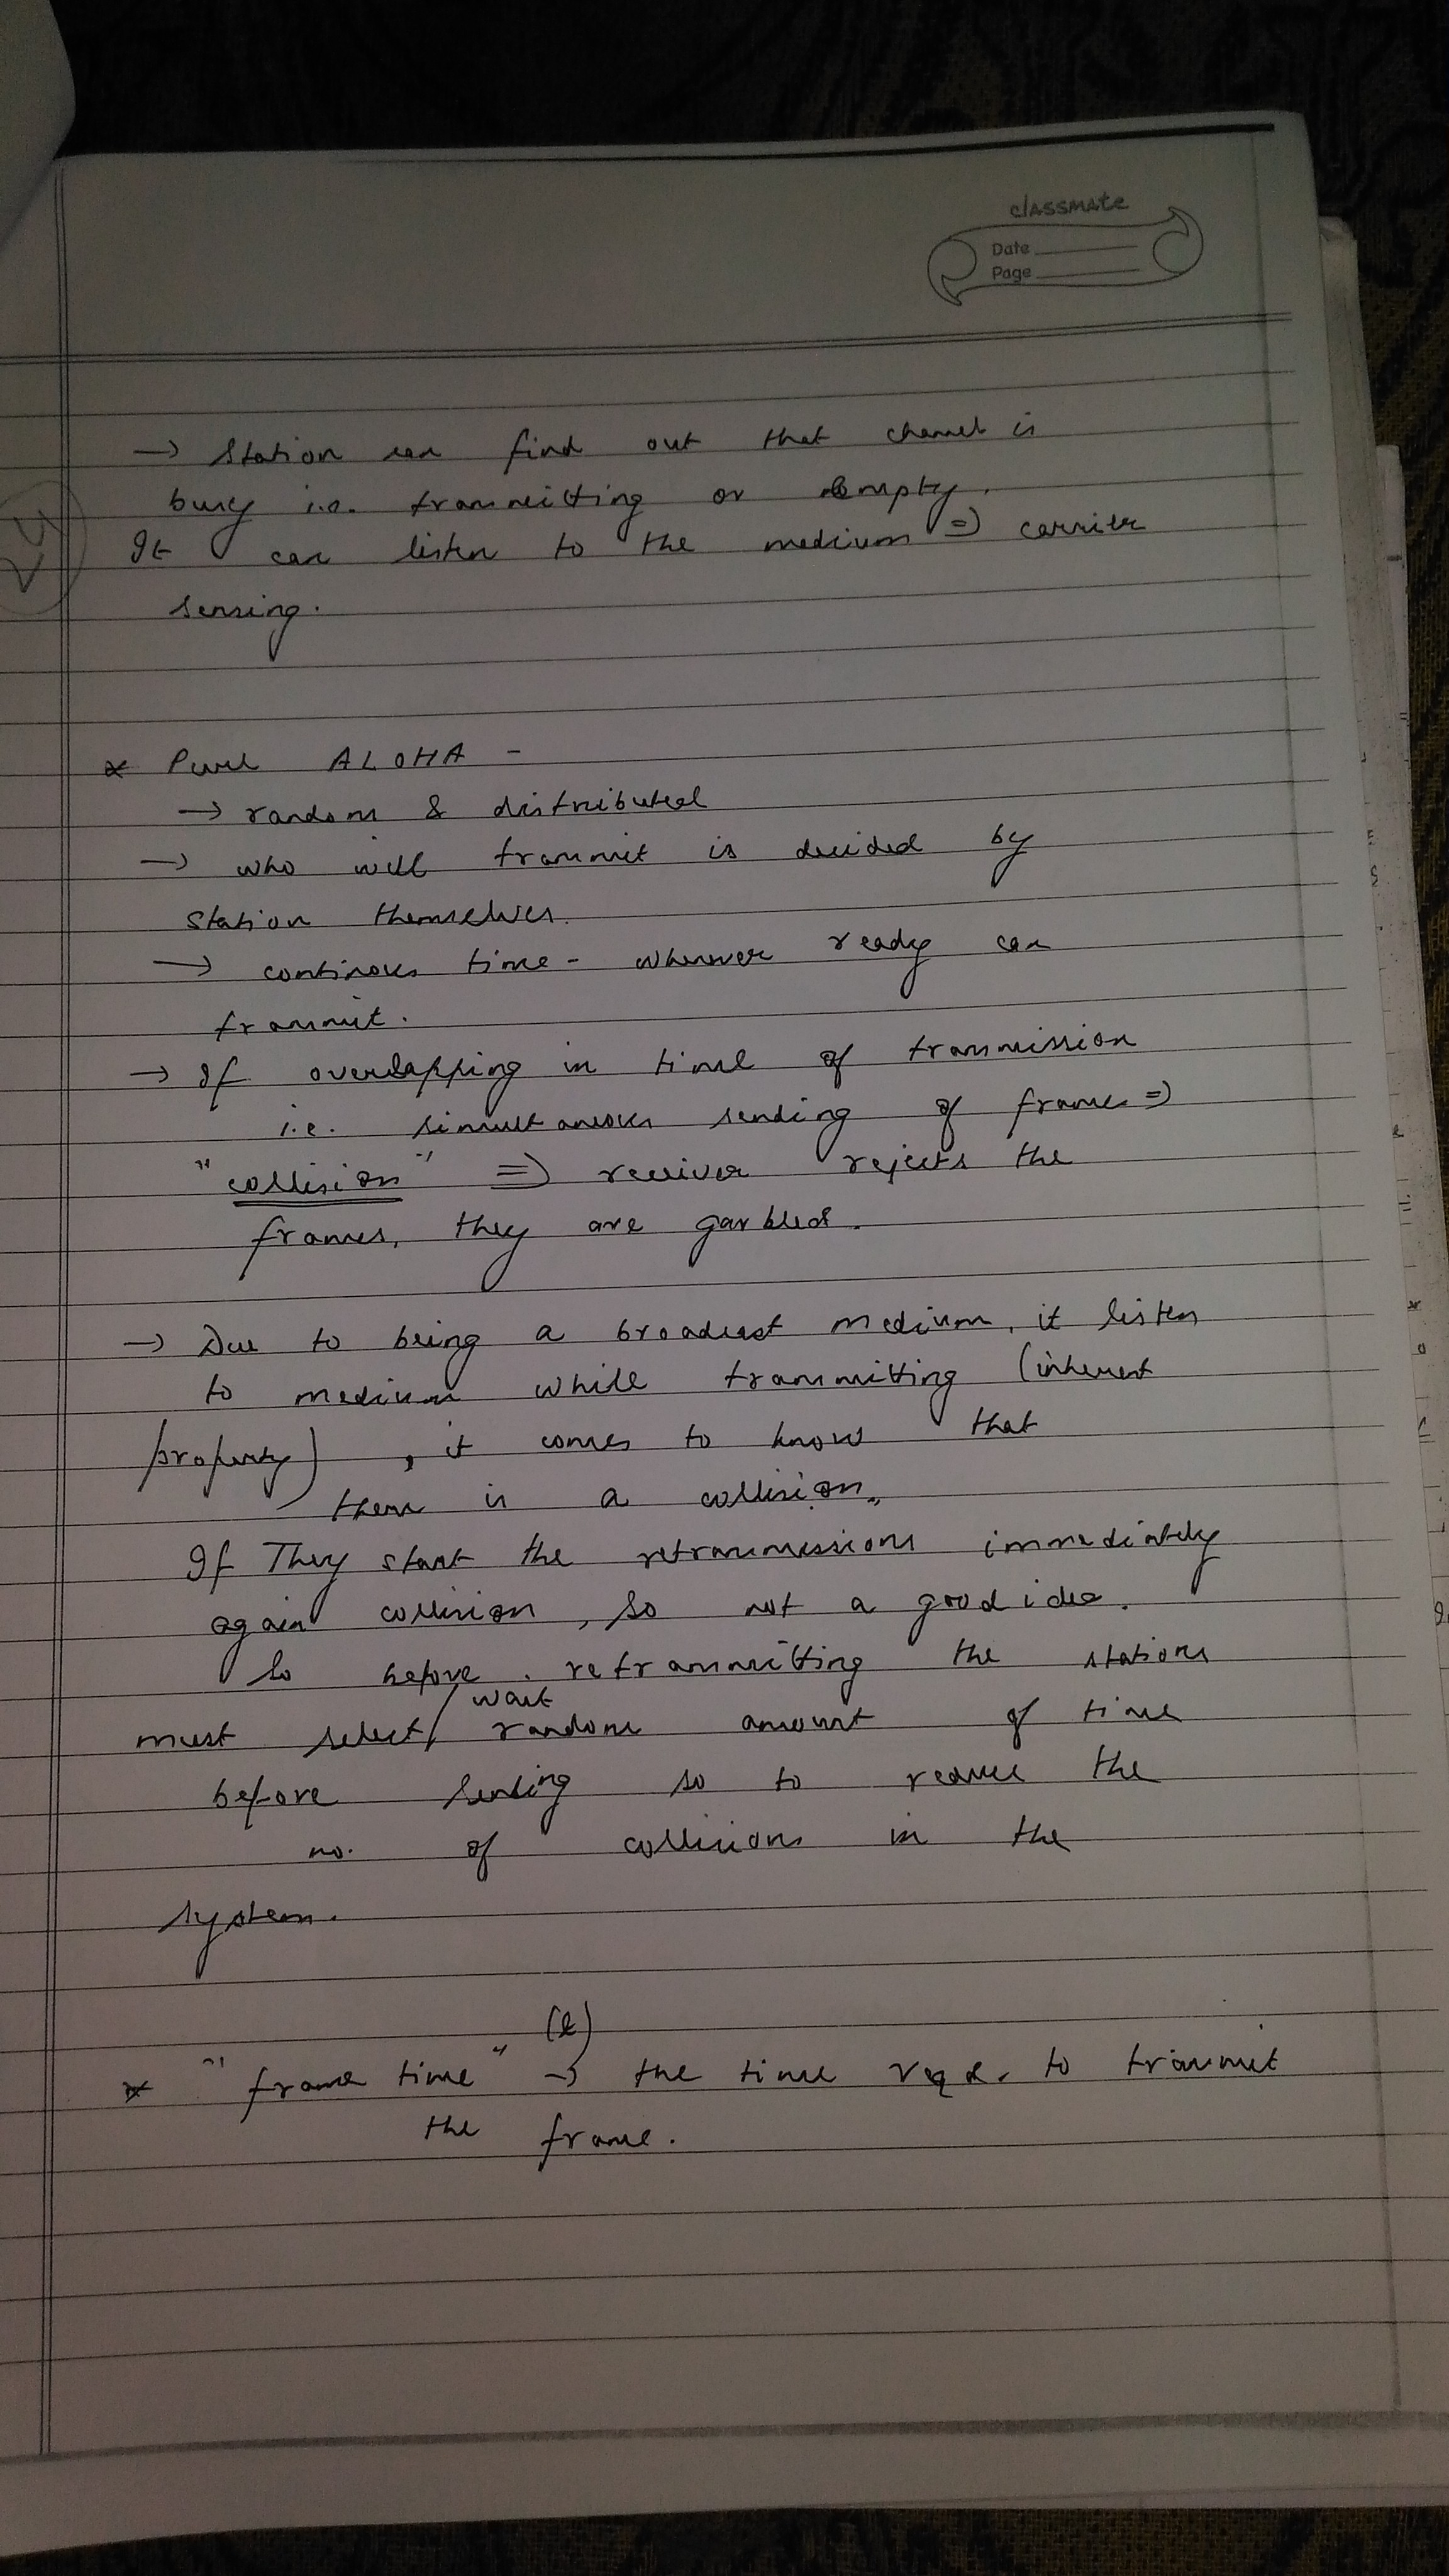 classmate
Date
Page
24
→ Station can find out that channel is
busy i.e. transmitting or empty.
It can listen to the medium ⇒ carrier
sensing.
* Pure ALOHA -
→ random & distributed
→ who will transmit is decided by
station themselves.
→ continous time - whenever ready can
transmit.
→ If overlapping in time of transmission
i.e. simultaneous sending of frames ⇒
"collision" ⇒ receiver rejects the
frames, they are garbled.
→ Due to being a broadcast medium, it listen
to medium while transmitting (inherent
property) , it comes to know that
there is a collision.
If They start the retransmissions immediately
again collision, so not a good idea.
So before retransmitting the stations
must select/wait random amount of time
before sending so to reduce the
no. of collisions in the
system.
* "frame time" → the time reqd. to transmit
the frame.